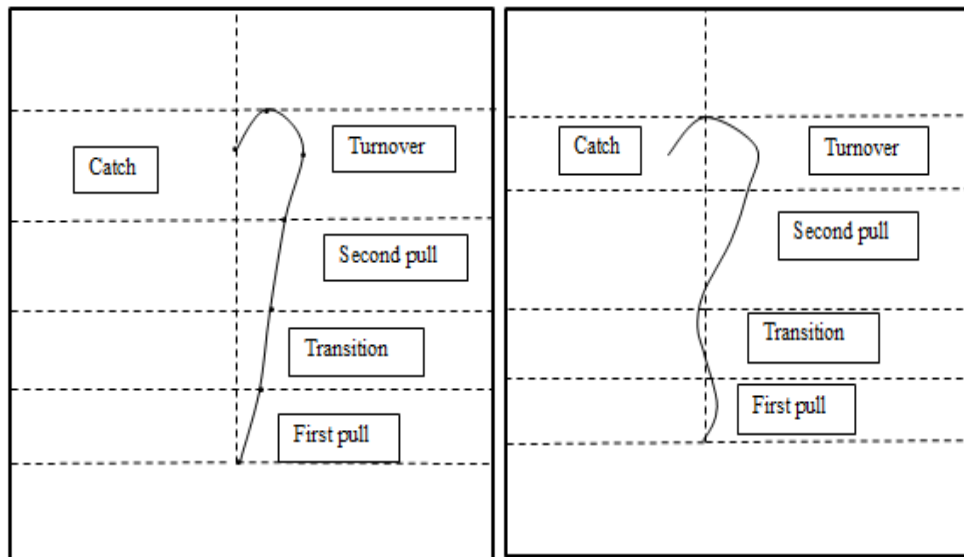 Catch
Turnover
Second pull
Transition
First pull
Catch
Turnover
Second pull
Transition
First pull